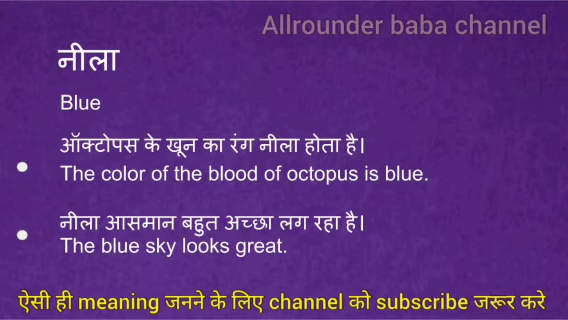 Allrounder baba channel
नीला
Blue
ऑक्टोपस के खून का रंग नीला होता है।
The color of the blood of octopus is blue.
नीला आसमान बहुत अच्छा लग रहा है।
The blue sky looks great.
ऐसी ही meaning जनने के लिए channel को subscribe जरूर करे